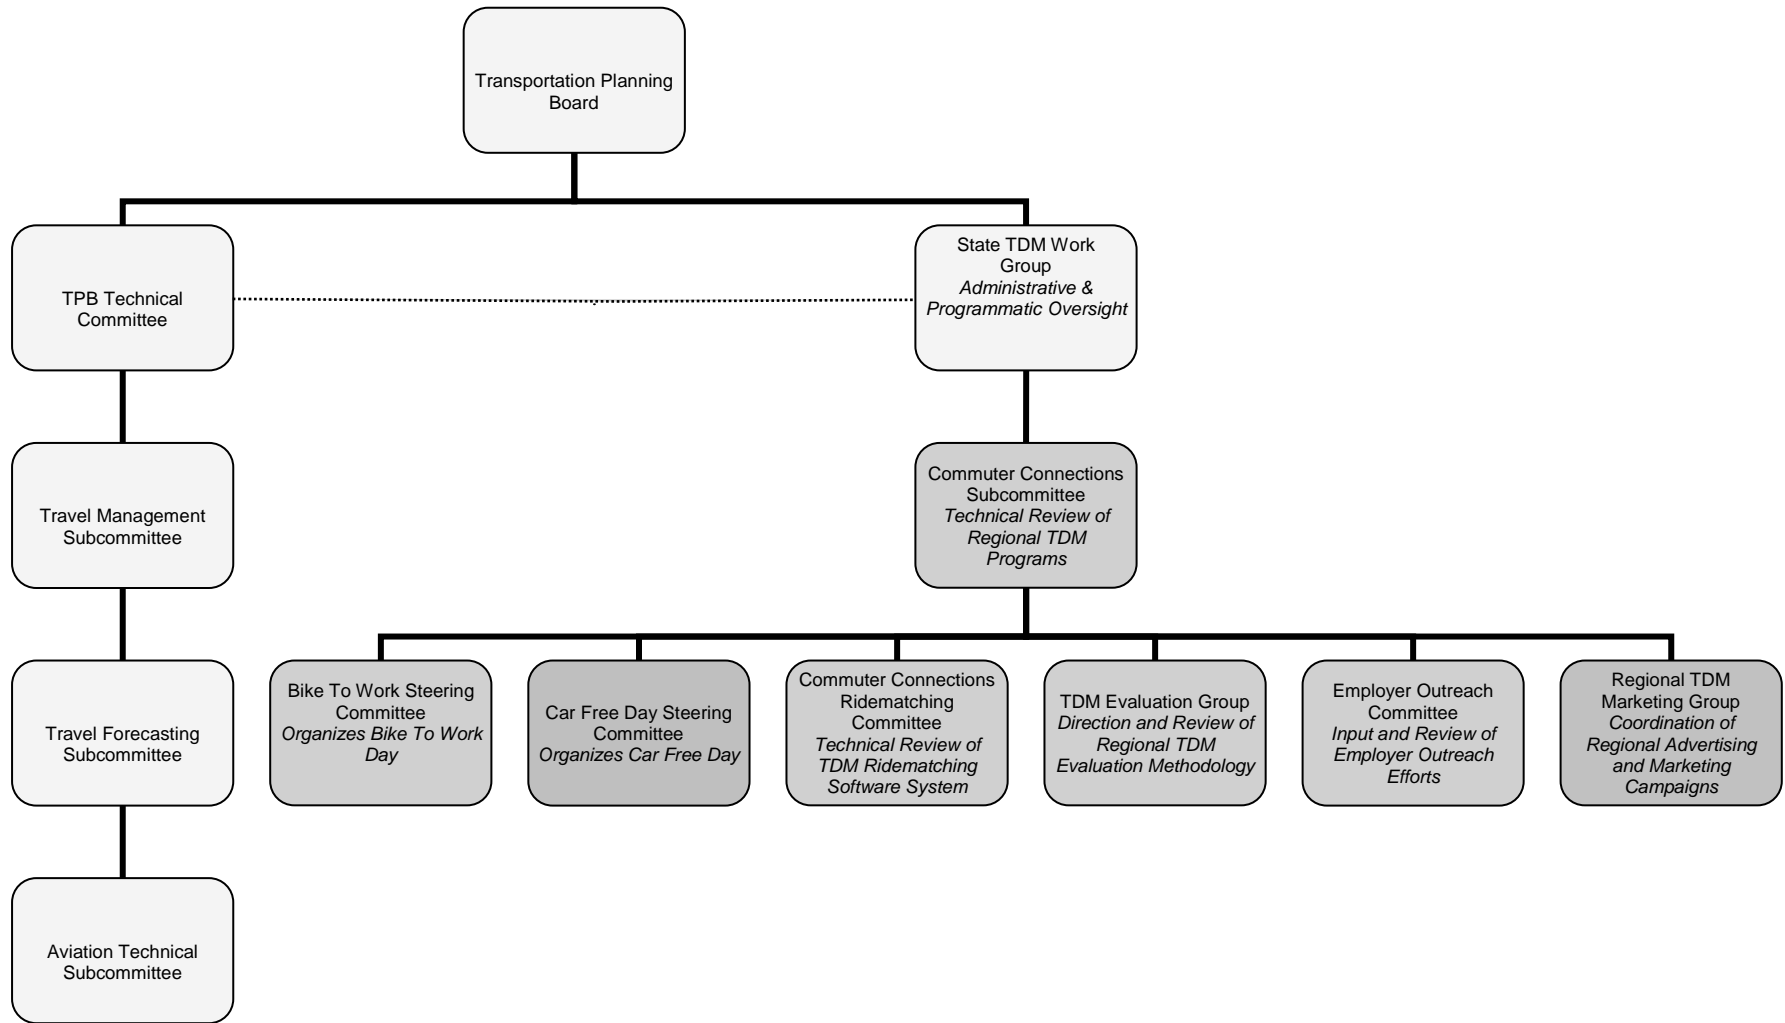 Transportation Planning
Board
TPB Technical
Committee
State TDM Work
Group
Administrative &
Programmatic Oversight
Travel Management
Subcommittee
Commuter Connections
Subcommittee
Technical Review of
Regional TDM
Programs
Travel Forecasting
Subcommittee
Bike To Work Steering
Committee
Organizes Bike To Work
Day
Car Free Day Steering
Committee
Organizes Car Free Day
Commuter Connections
Ridematching
Committee
Technical Review of
TDM Ridematching
Software System
TDM Evaluation Group
Direction and Review of
Regional TDM
Evaluation Methodology
Employer Outreach
Committee
Input and Review of
Employer Outreach
Efforts
Regional TDM
Marketing Group
Coordination of
Regional Advertising
and Marketing
Campaigns
Aviation Technical
Subcommittee